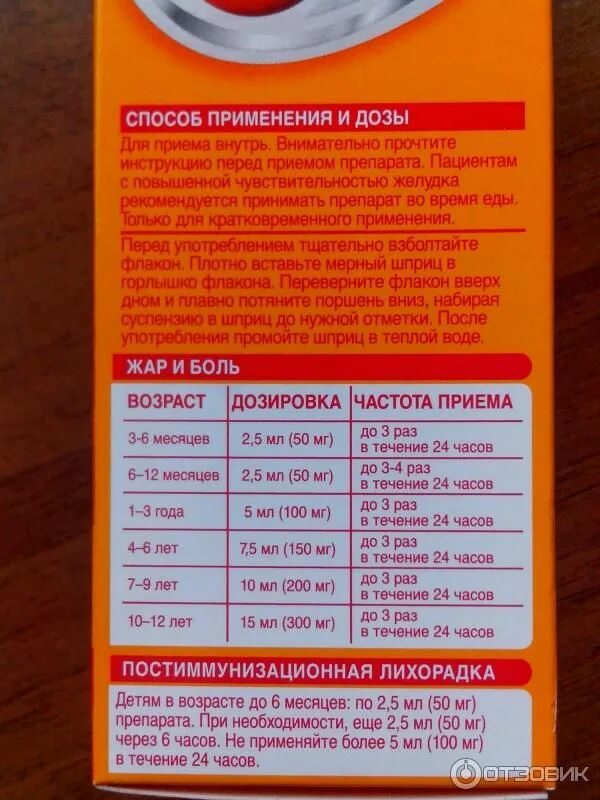 СПОСОБ ПРИМЕНЕНИЯ И ДОЗЫ
Для приема внутрь. Внимательно прочтите
инструкцию перед приемом препарата. Пациентам
с повышенной чувствительностью желудка
рекомендуется принимать препарат во время еды.
Только для кратковременного применения.
Перед употреблением тщательно взболтайте
флакон. Плотно вставьте мерный шприц в
горлышко флакона. Переверните флакон вверх
дном и плавно потяните поршень вниз, набирая
суспензию в шприц до нужной отметки. После
употребления промойте шприц в теплой воде.
ЖАР И БОЛЬ
ВОЗРАСТ ДОЗИРОВКА ЧАСТОТА ПРИЕМА
3-6 месяцев 2,5 мл (50 мг) до 3 раз
в течение 24 часов
6–12 месяцев 2,5 мл (50 мг) до 3-4 раз
в течение 24 часов
1–3 года 5 мл (100 мг) до 3 раз
в течение 24 часов
4–6 лет 7,5 мл (150 мг) до 3 раз
в течение 24 часов
7–9 лет 10 мл (200 мг) до 3 раз
в течение 24 часов
10–12 лет 15 мл (300 мг) до 3 раз
в течение 24 часов
ПОСТИММУНИЗАЦИОННАЯ ЛИХОРАДКА
Детям в возрасте до 6 месяцев: по 2,5 мл (50 мг)
препарата. При необходимости, еще 2,5 мл (50 мг)
через 6 часов. Не применяйте более 5 мл (100 мг)
в течение 24 часов.
ОТЗОВИК